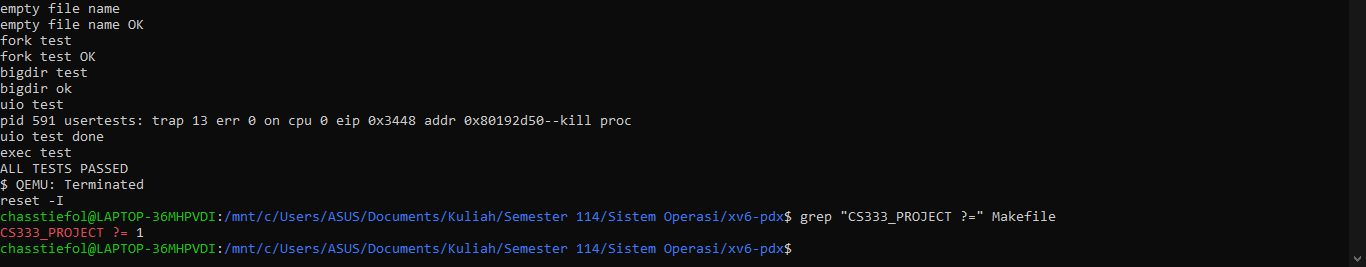 empty file name
empty file name OK
fork test
fork test OK
bigdir test
bigdir ok
uio test
pid 591 usertests: trap 13 err 0 on cpu 0 eip 0x3448 addr 0x80192d50--kill proc
uio test done
exec test
ALL TESTS PASSED
$ QEMU: Terminated
reset -I
chasstiefol@LAPTOP-36MHPVDI:/mnt/c/Users/ASUS/Documents/Kuliah/Semester 114/Sistem Operasi/xv6-pdx$ grep "CS333_PROJECT ?=" Makefile
CS333_PROJECT ?= 1
chasstiefol@LAPTOP-36MHPVDI:/mnt/c/Users/ASUS/Documents/Kuliah/Semester 114/Sistem Operasi/xv6-pdx$